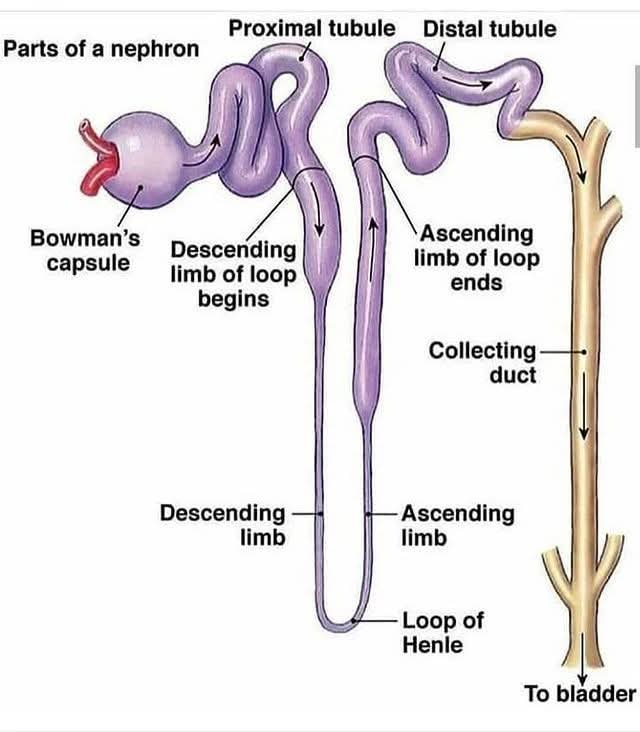 Parts of a nephron
Proximal tubule
Distal tubule
Bowman's
capsule
Descending
limb of loop
begins
Ascending
limb of loop
ends
Collecting
duct
Descending
limb
Ascending
limb
Loop of
Henle
To bladder